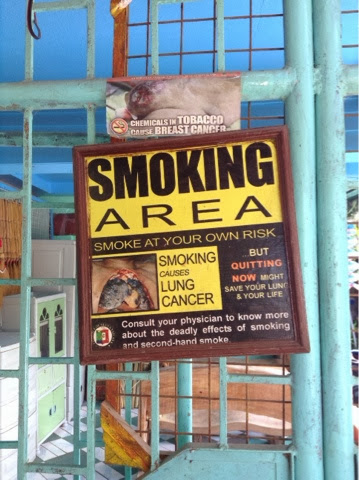 CHEMICALS IN TOBACCO
CAUSE BREAST CANCER
SMOKING
AREA
SMOKE AT YOUR OWN RISK
SMOKING
CAUSES
LUNG
CANCER
...BUT
QUITTING
NOW MIGHT
SAVE YOUR LUNG
& YOUR LIFE
Consult your physician to know more
about the deadly effects of smoking
and second-hand smoke